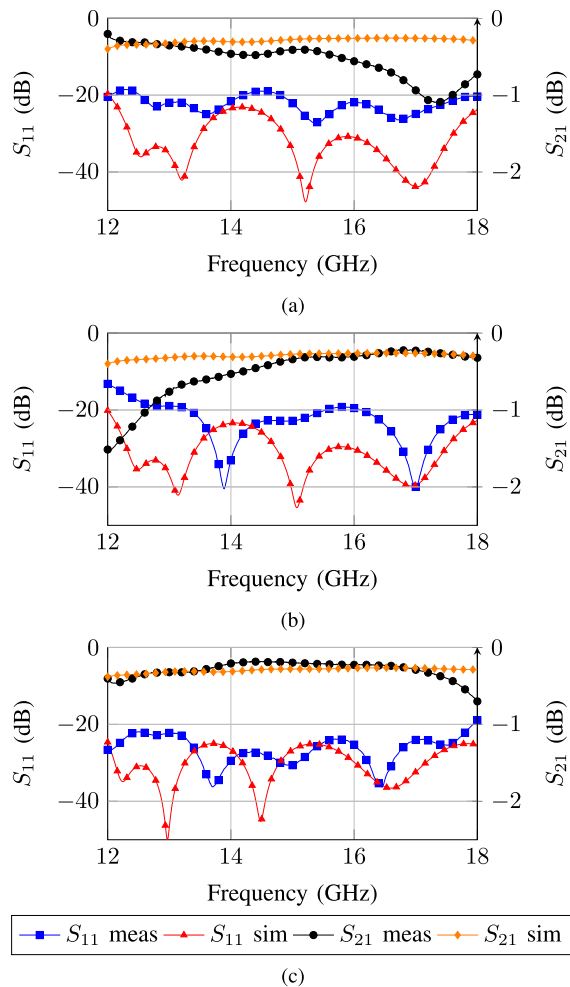 0
−20
−40
S11 (dB)
0
−1
−2
S21 (dB)
12 14 16 18
Frequency (GHz)
(a)
0
−20
−40
S11 (dB)
0
−1
−2
S21 (dB)
12 14 16 18
Frequency (GHz)
(b)
0
−20
−40
S11 (dB)
0
−1
−2
S21 (dB)
12 14 16 18
Frequency (GHz)
S11 meas S11 sim S21 meas S21 sim
(c)